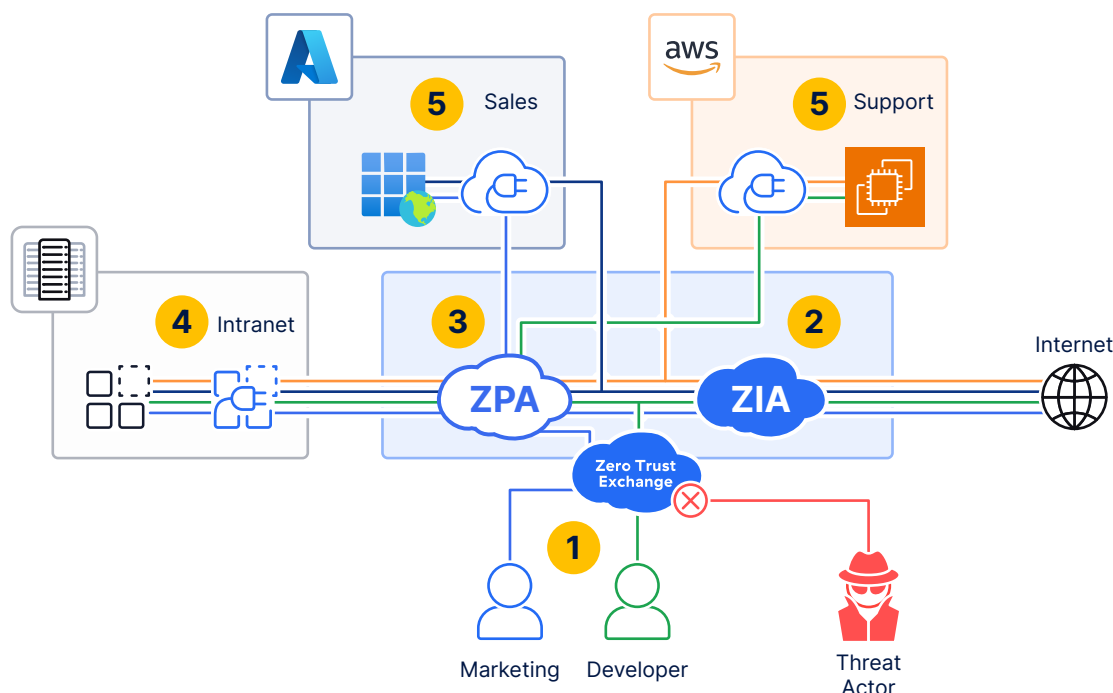 aws
5
Sales
5
Support
4
Intranet
3
2
Internet
ZPA
ZIA
Zero Trust
Exchange
1
Marketing
Developer
Threat
Actor